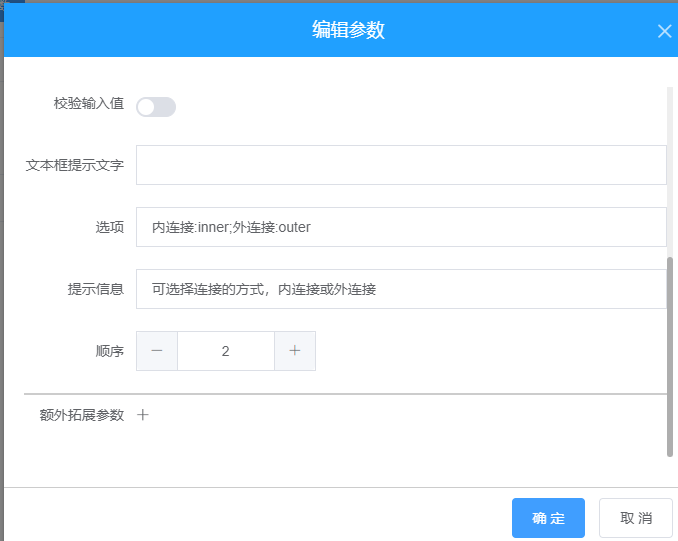 编辑参数
校验输入值
文本框提示文字
选项 内连接:inner;外连接:outer
提示信息 可选择连接的方式，内连接或外连接
顺序 2
额外拓展参数
确 定 取 消